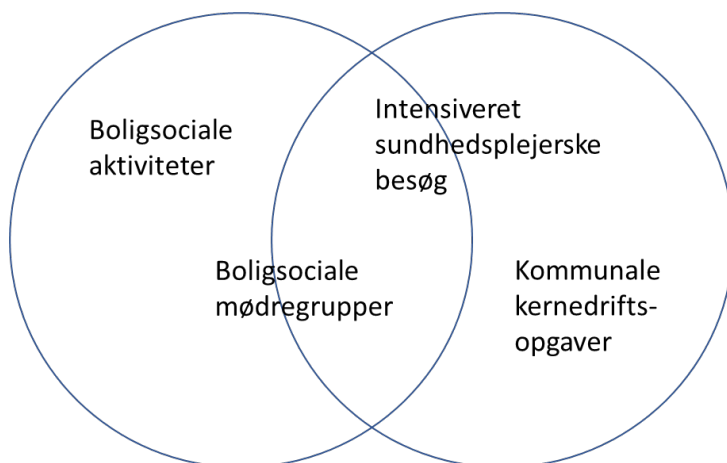 Boligsociale
aktiviteter
Intensiveret
sundhedsplejerske
besøg
Boligsociale
mødregrupper
Kommunale
kernedrifts-
opgaver